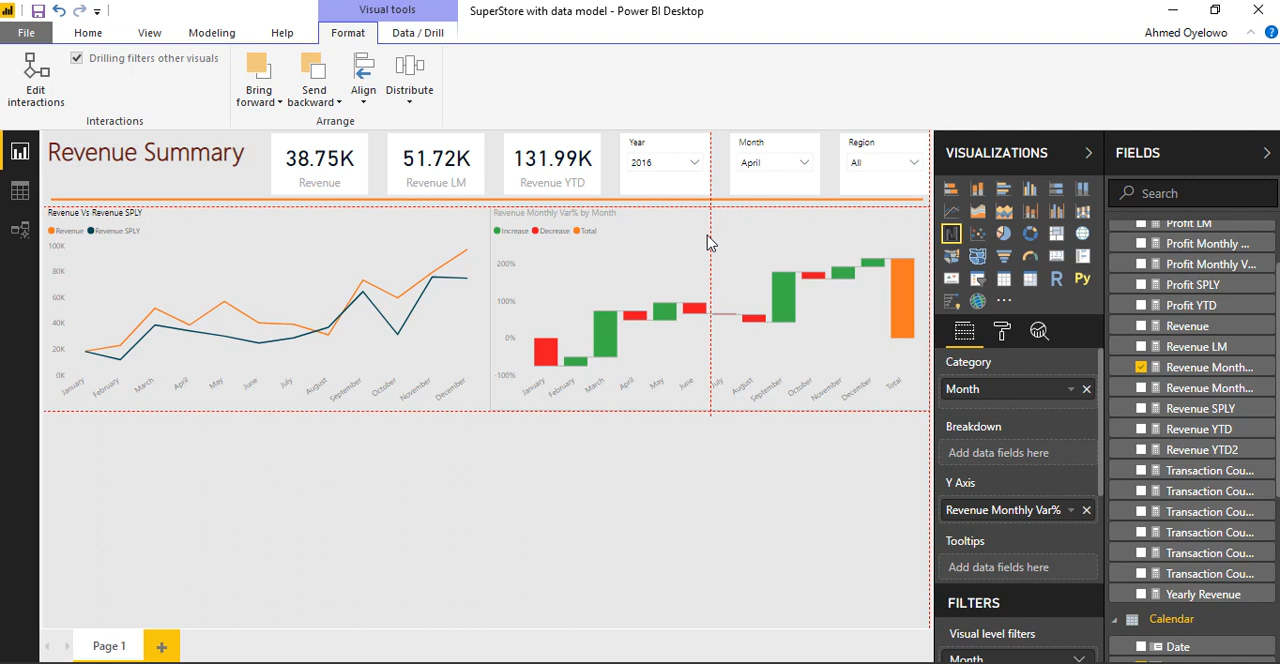 Visual tools
SuperStore with data model - Power BI Desktop
File
Home
View
Modeling
Help
Format
Data / Drill
Ahmed Oyelowo
Edit
interactions
Drilling filters other visuals
Interactions
Bring
forward
Send
backward
Align
Distribute
Arrange
Revenue Summary
38.75K
Revenue
51.72K
Revenue LM
131.99K
Revenue YTD
Year
2016
Month
April
Region
All
Revenue Vs Revenue SPLY
Revenue Revenue SPLY
100K
80K
60K
40K
20K
0K
January
February
March
April
May
June
July
August
September
October
November
December
Revenue Monthly Var% by Month
Increase Decrease Total
200%
100%
0%
-100%
January
February
March
April
May
June
July
August
September
October
November
December
Total
Page 1
VISUALIZATIONS
R
Py
Category
Month
Breakdown
Add data fields here
Y Axis
Revenue Monthly Var%
Tooltips
Add data fields here
FILTERS
Visual level filters
Month
FIELDS
Search
Profit LM
Profit Monthly ...
Profit Monthly V...
Profit SPLY
Profit YTD
Revenue
Revenue LM
Revenue Month...
Revenue Month...
Revenue SPLY
Revenue YTD
Revenue YTD2
Transaction Cou...
Transaction Cou...
Transaction Cou...
Transaction Cou...
Transaction Cou...
Transaction Cou...
Yearly Revenue
Calendar
Date